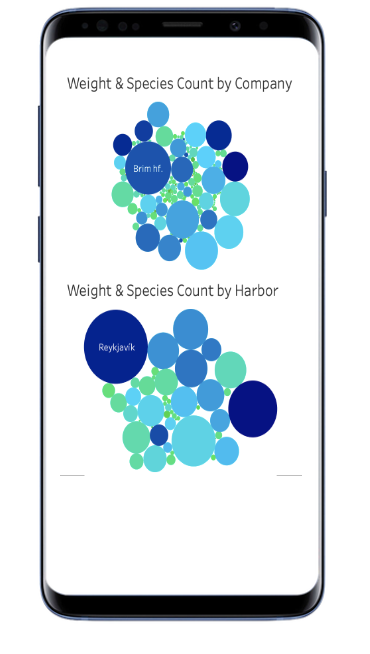 Weight & Species Count by Company
Brim hf.
Weight & Species Count by Harbor
Reykjavík